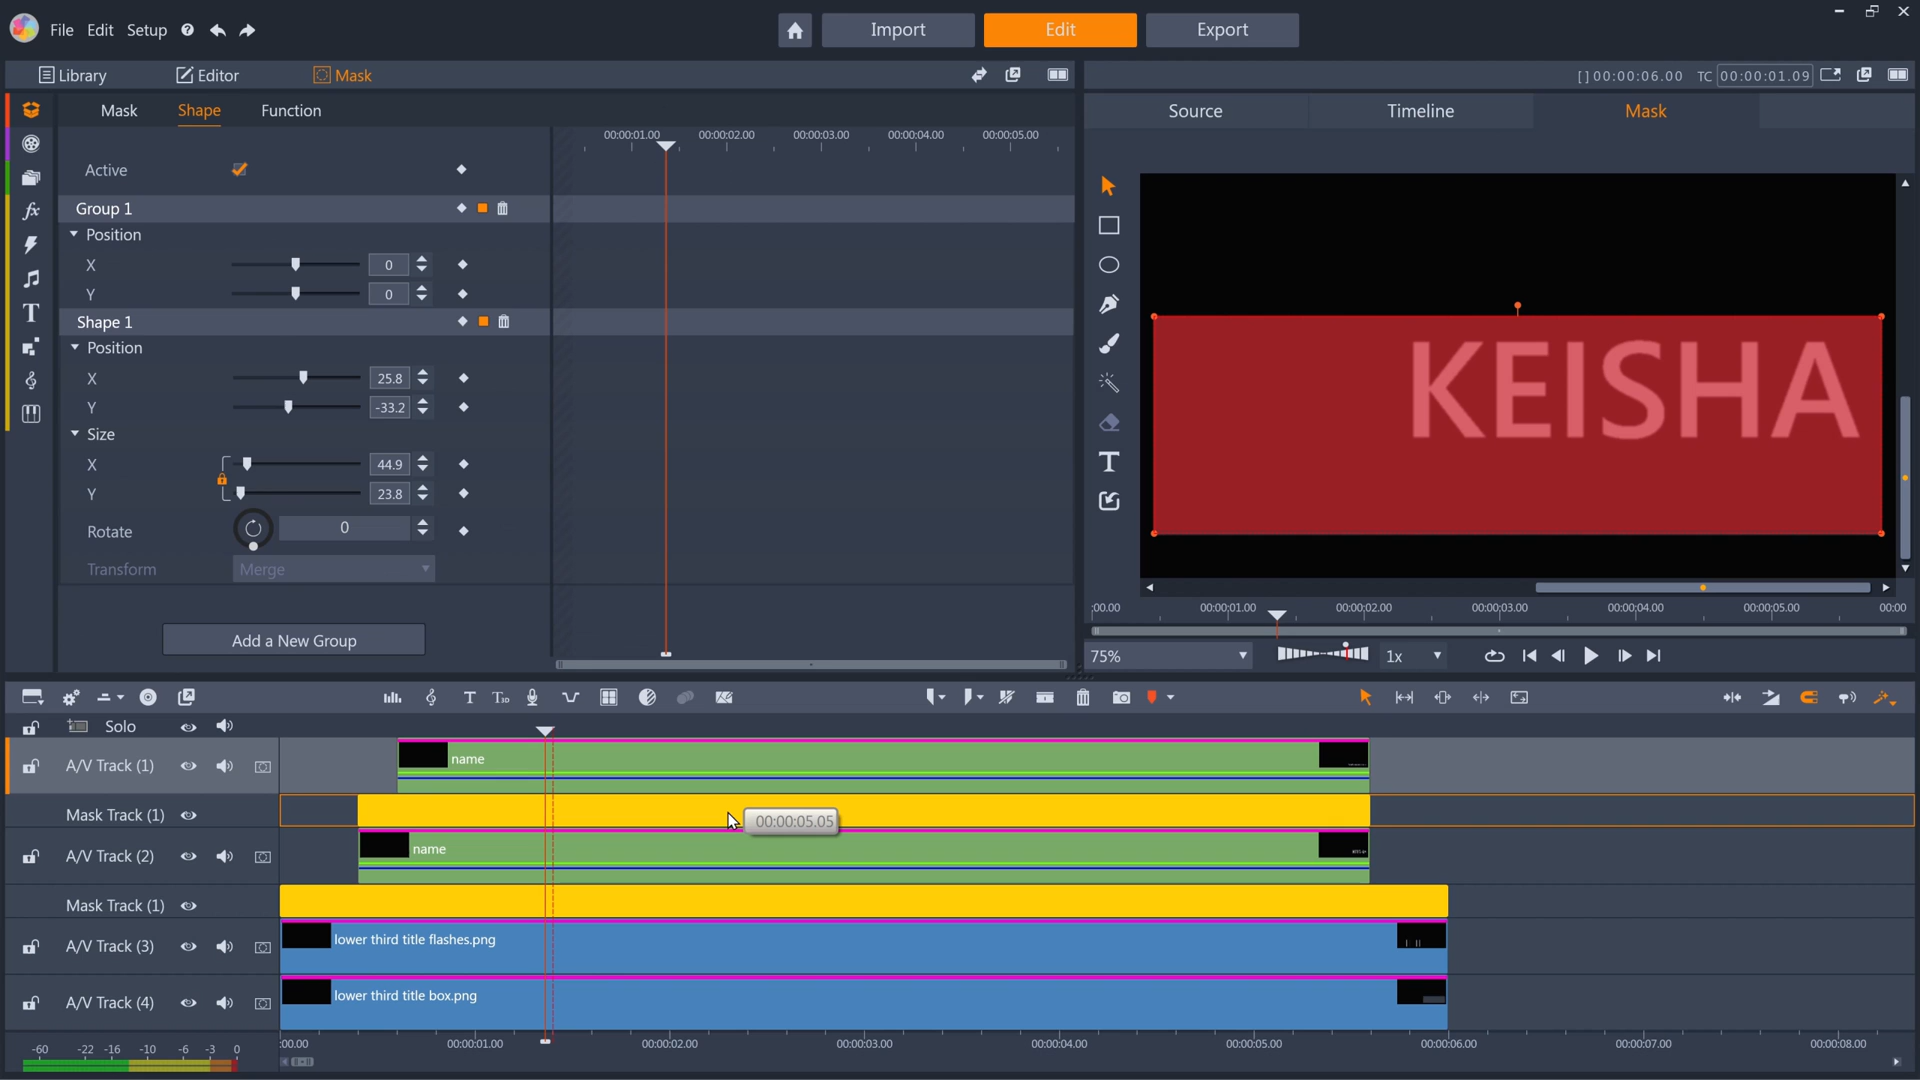 File Edit Setup
Import Edit Export
Library Editor Mask
[ ] 00:00:06.00 TC 00:00:01.09
Mask Shape Function
Source Timeline Mask
00:00:01.00 00:00:02.00 00:00:03.00 00:00:04.00 00:00:05.00
Active
Group 1
Position
X 0
Y 0
Shape 1
Position
X 25.8
Y -33.2
Size
X 44.9
Y 23.8
Rotate 0
Transform Merge
Add a New Group
KEISHA
;00.00 00:00:01.00 00:00:02.00 00:00:03.00 00:00:04.00 00:00:05.00 00:00
75% 1x
Solo
A/V Track (1) name
Mask Track (1) 00:00:05.05
A/V Track (2) name
Mask Track (1)
A/V Track (3) lower third title flashes.png
A/V Track (4) lower third title box.png
-60 -22 -16 -10 -6 -3 0
:00.00 00:00:01.00 00:00:02.00 00:00:03.00 00:00:04.00 00:00:05.00 00:00:06.00 00:00:07.00 00:00:08.00